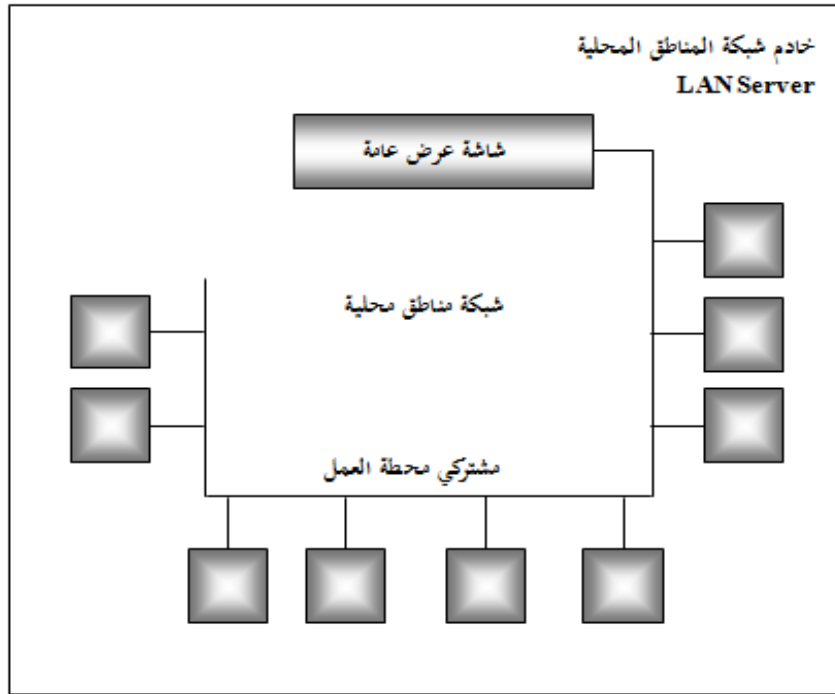 خادم شبكة المناطق المحلية
LAN Server
شاشة عرض عامة
شبكة مناطق محلية
مشتركي محطة العمل